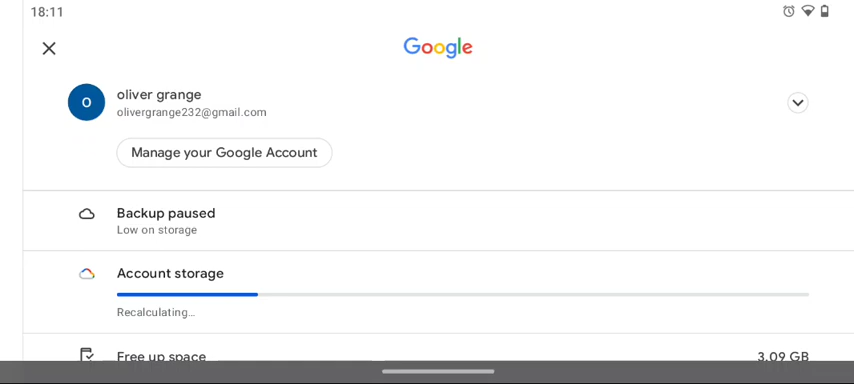 18:11
Google
O
oliver grange
olivergrange232@gmail.com
Manage your Google Account
Backup paused
Low on storage
Account storage
Recalculating...
Free up space
3.09 GB